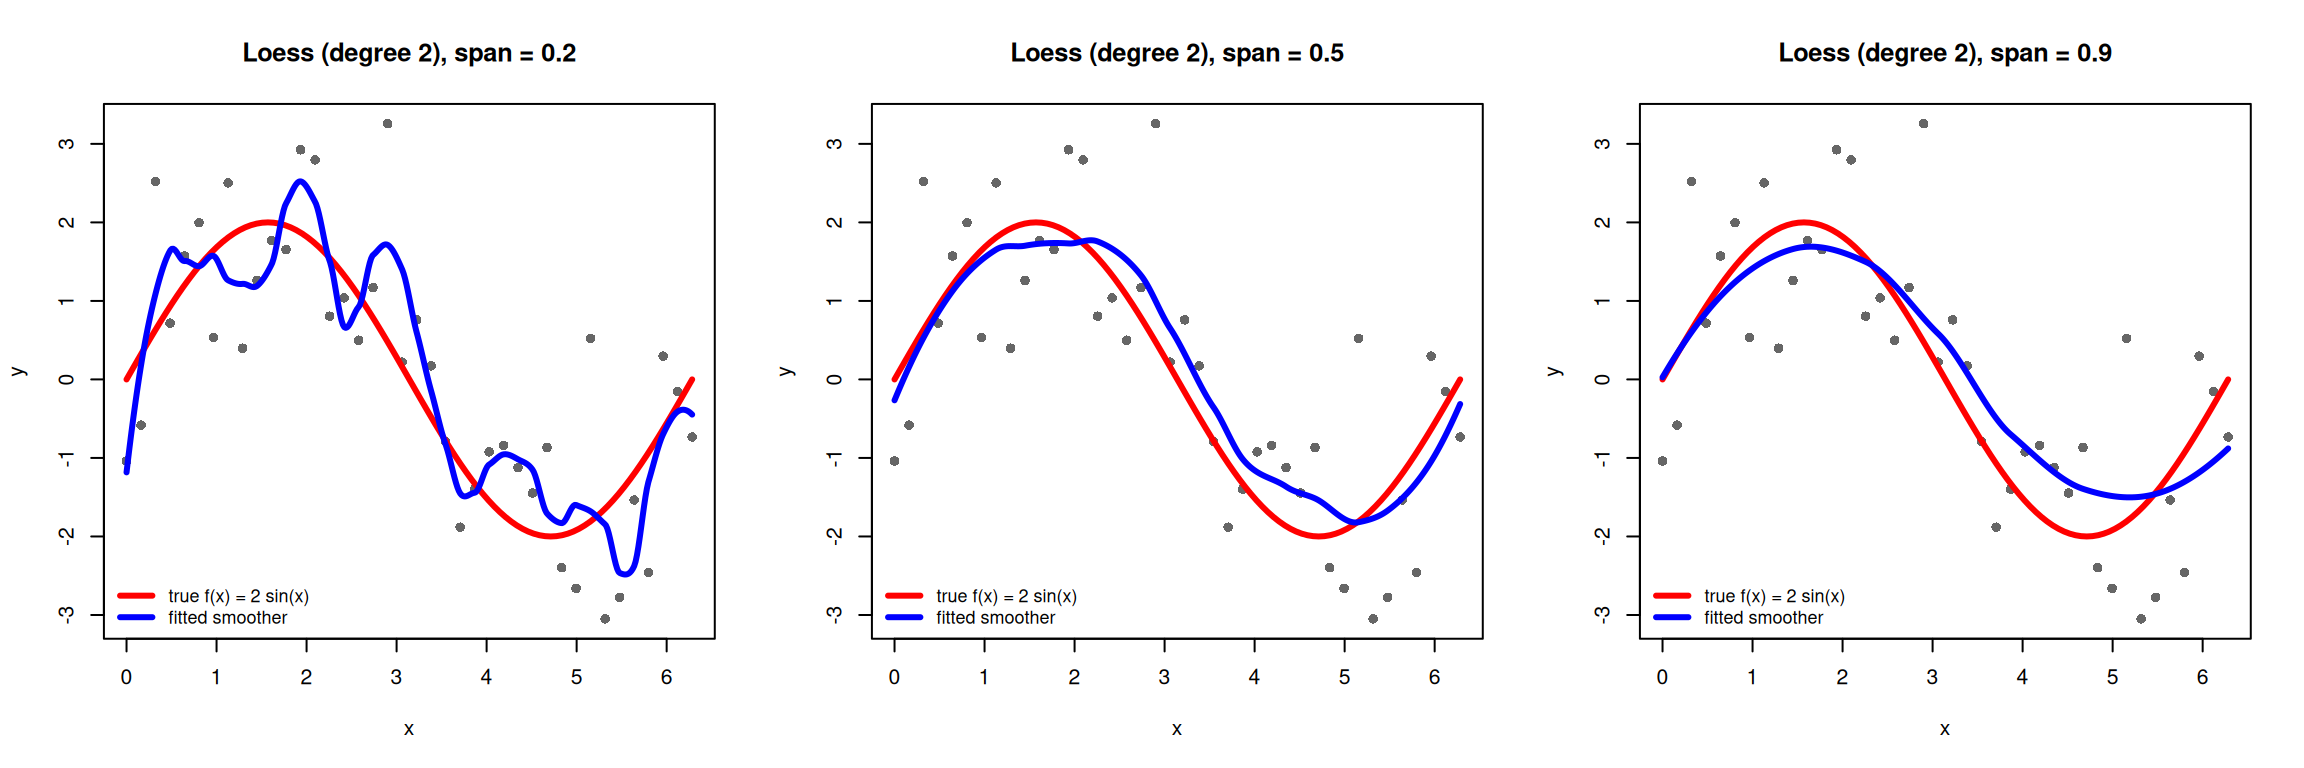 Loess (degree 2), span = 0.2
3
2
1
0
-1
-2
-3
y
true f(x) = 2 sin(x)
fitted smoother
0 1 2 3 4 5 6
x
Loess (degree 2), span = 0.5
3
2
1
0
-1
-2
-3
y
true f(x) = 2 sin(x)
fitted smoother
0 1 2 3 4 5 6
x
Loess (degree 2), span = 0.9
3
2
1
0
-1
-2
-3
y
true f(x) = 2 sin(x)
fitted smoother
0 1 2 3 4 5 6
x